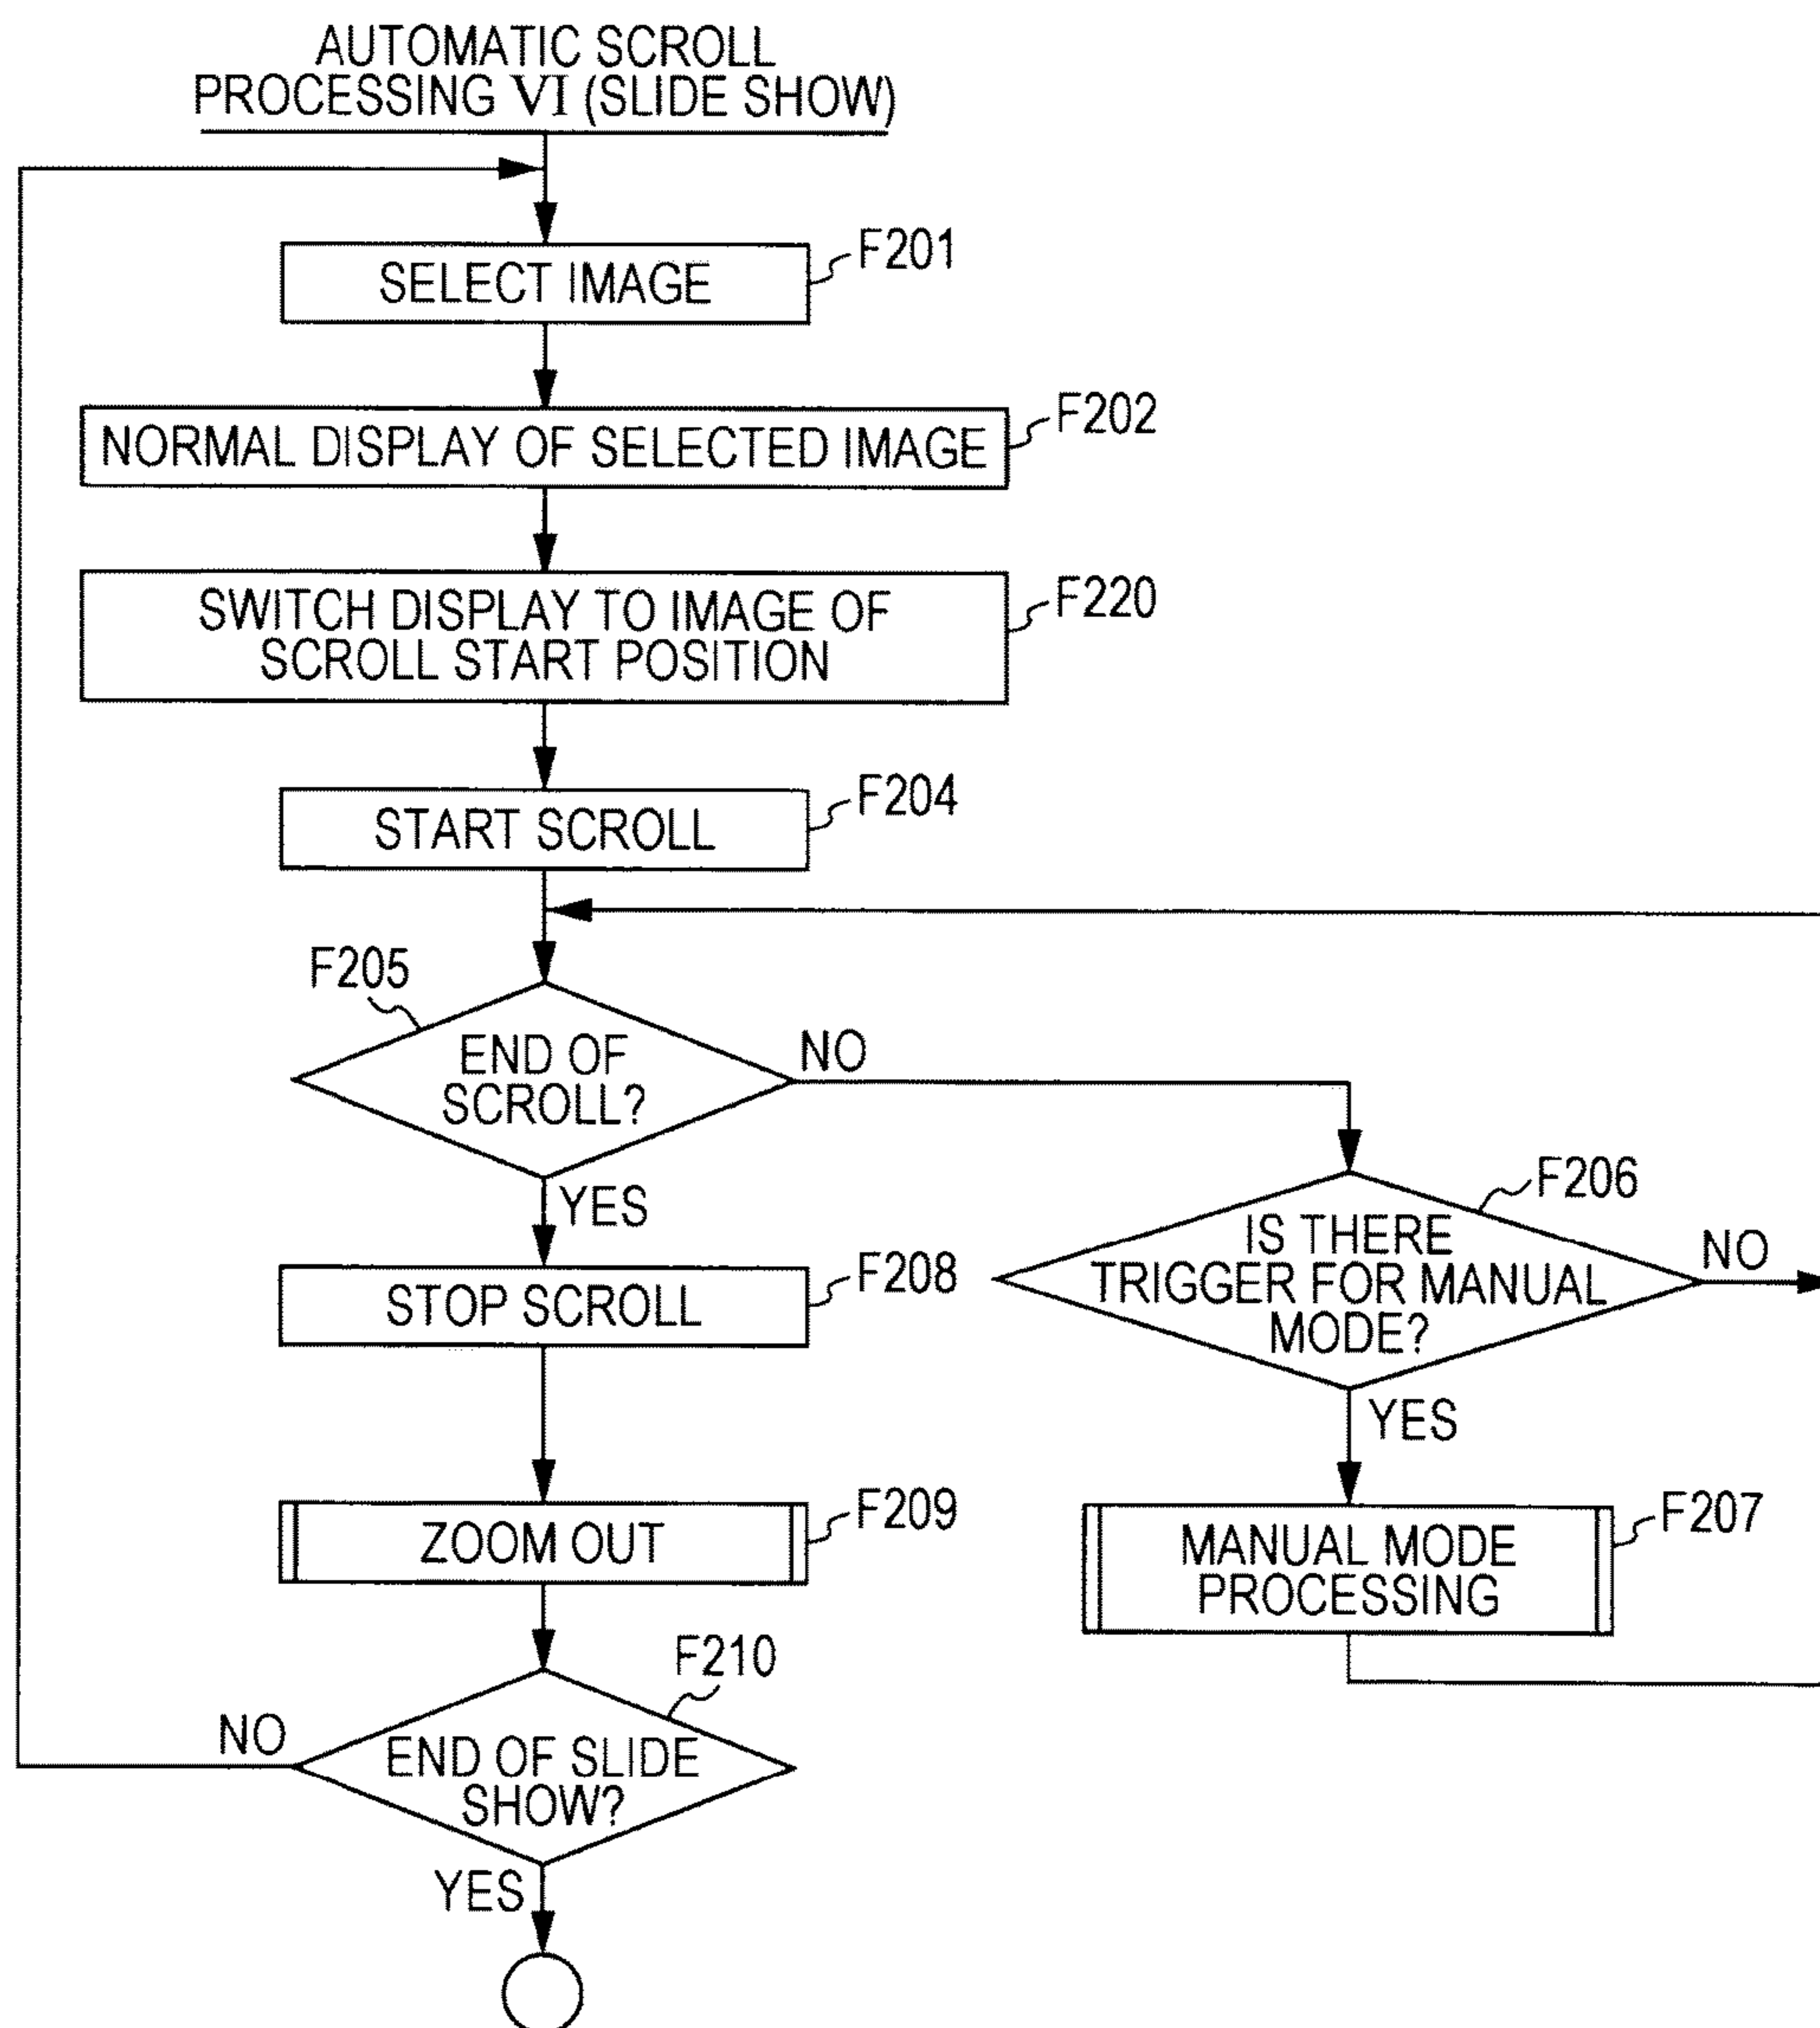 AUTOMATIC SCROLL
PROCESSING VI (SLIDE SHOW)
F201
SELECT IMAGE
F202
NORMAL DISPLAY OF SELECTED IMAGE
F220
SWITCH DISPLAY TO IMAGE OF
SCROLL START POSITION
F204
START SCROLL
F205
END OF
SCROLL?
NO
YES
F206
IS THERE
TRIGGER FOR MANUAL
MODE?
NO
YES
F207
MANUAL MODE
PROCESSING
F208
STOP SCROLL
F209
ZOOM OUT
F210
END OF SLIDE
SHOW?
NO
YES